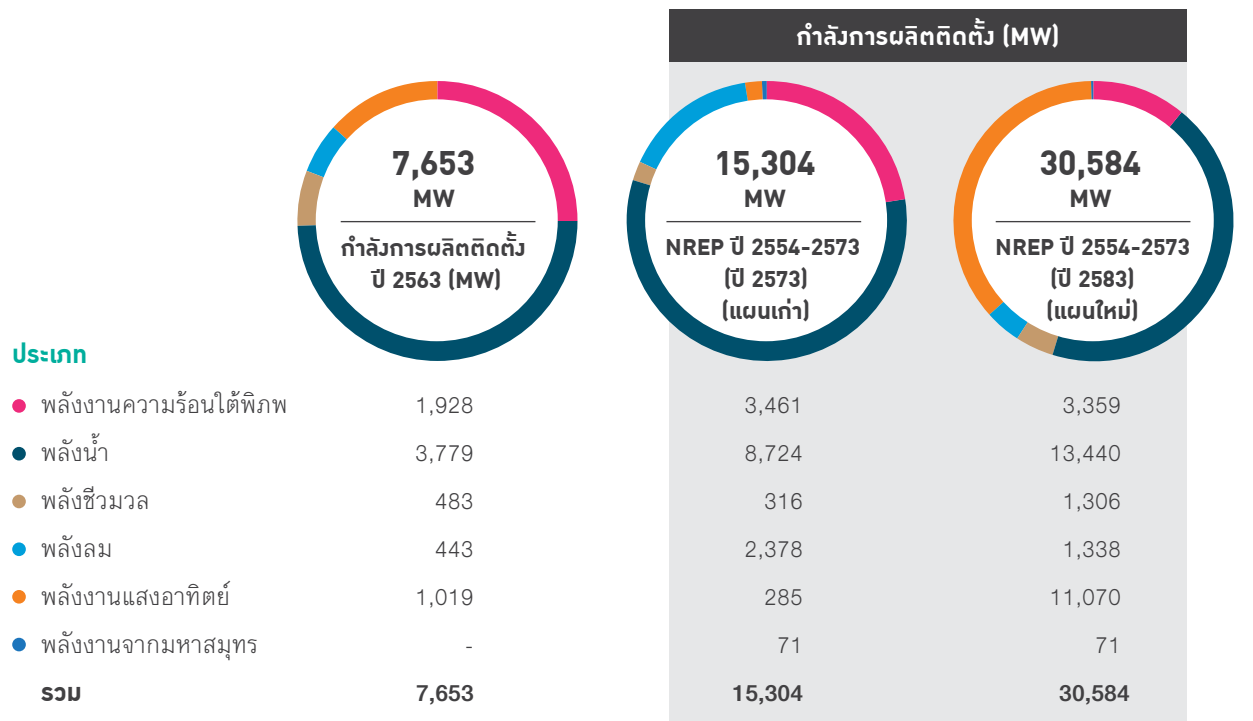 กำลังการผลิตติดตั้ง (MW)
7,653
MW
กำลังการผลิตติดตั้ง
ปี 2563 (MW)
15,304
MW
NREP ปี 2554-2573
(ปี 2573)
(แผนเก่า)
30,584
MW
NREP ปี 2554-2573
(ปี 2583)
(แผนใหม่)
ประเภท
พลังงานความร้อนใต้พิภพ 1,928 3,461 3,359
พลังน้ำ 3,779 8,724 13,440
พลังชีวมวล 483 316 1,306
พลังลม 443 2,378 1,338
พลังงานแสงอาทิตย์ 1,019 285 11,070
พลังงานจากมหาสมุทร - 71 71
รวม 7,653 15,304 30,584